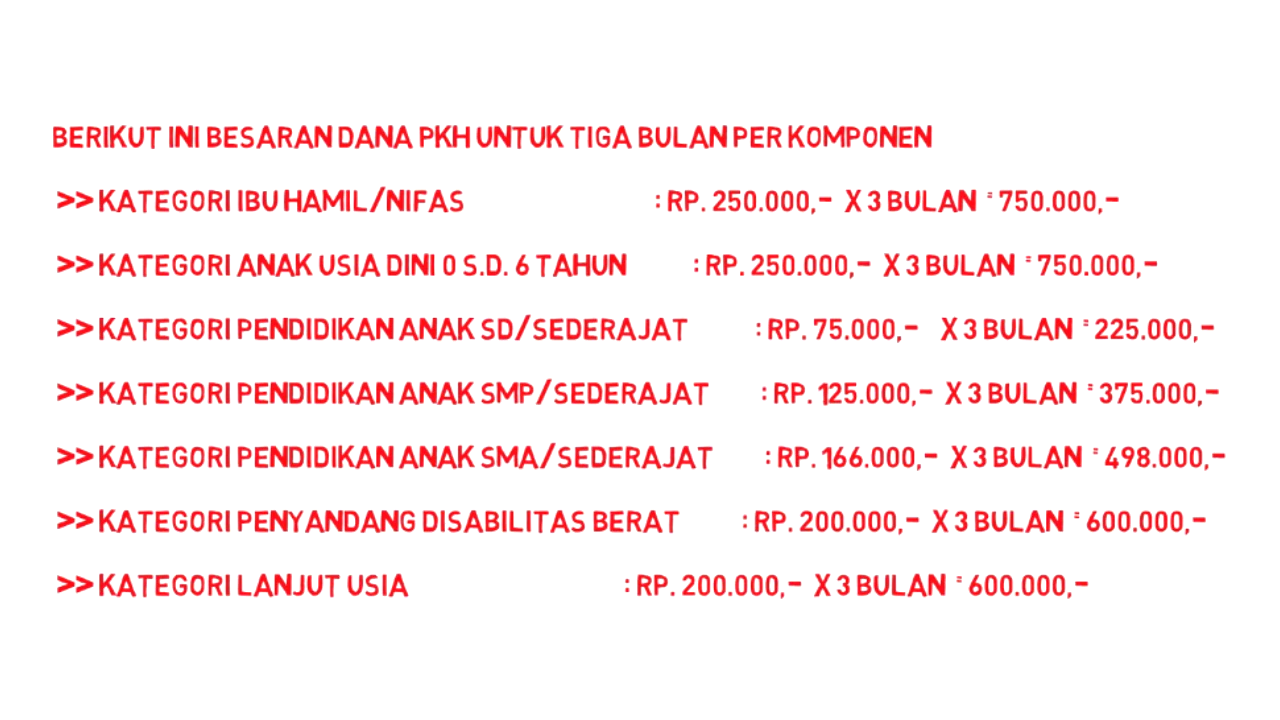 BERIKUT INI BESARAN DANA PKH UNTUK TIGA BULAN PER KOMPONEN
>> KATEGORI IBU HAMIL/NIFAS : RP. 250.000,- X 3 BULAN = 750.000,-
>> KATEGORI ANAK USIA DINI 0 S.D. 6 TAHUN : RP. 250.000,- X 3 BULAN = 750.000,-
>> KATEGORI PENDIDIKAN ANAK SD/SEDERAJAT : RP. 75.000,- X 3 BULAN = 225.000,-
>> KATEGORI PENDIDIKAN ANAK SMP/SEDERAJAT : RP. 125.000,- X 3 BULAN = 375.000,-
>> KATEGORI PENDIDIKAN ANAK SMA/SEDERAJAT : RP. 166.000,- X 3 BULAN = 498.000,-
>> KATEGORI PENYANDANG DISABILITAS BERAT : RP. 200.000,- X 3 BULAN = 600.000,-
>> KATEGORI LANJUT USIA : RP. 200.000,- X 3 BULAN = 600.000,-